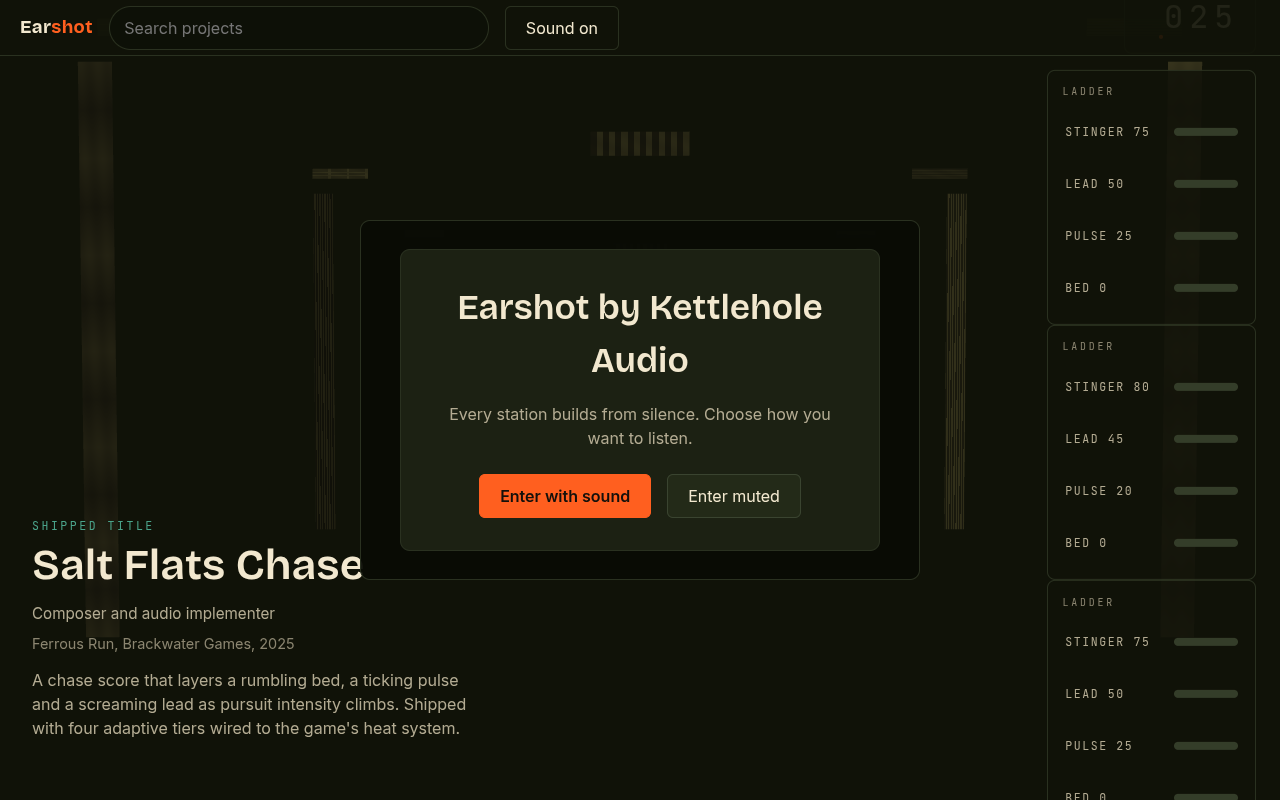 Earshot
Search projects
Sound on
025
Earshot by Kettlehole
Audio
Every station builds from silence. Choose how you
want to listen.
Enter with sound
Enter muted
SHIPPED TITLE
Salt Flats Chase
Composer and audio implementer
Ferrous Run, Brackwater Games, 2025
A chase score that layers a rumbling bed, a ticking pulse
and a screaming lead as pursuit intensity climbs. Shipped
with four adaptive tiers wired to the game's heat system.
LADDER
STINGER 75
LEAD 50
PULSE 25
BED 0
LADDER
STINGER 80
LEAD 45
PULSE 20
BED 0
LADDER
STINGER 75
LEAD 50
PULSE 25
BED 0